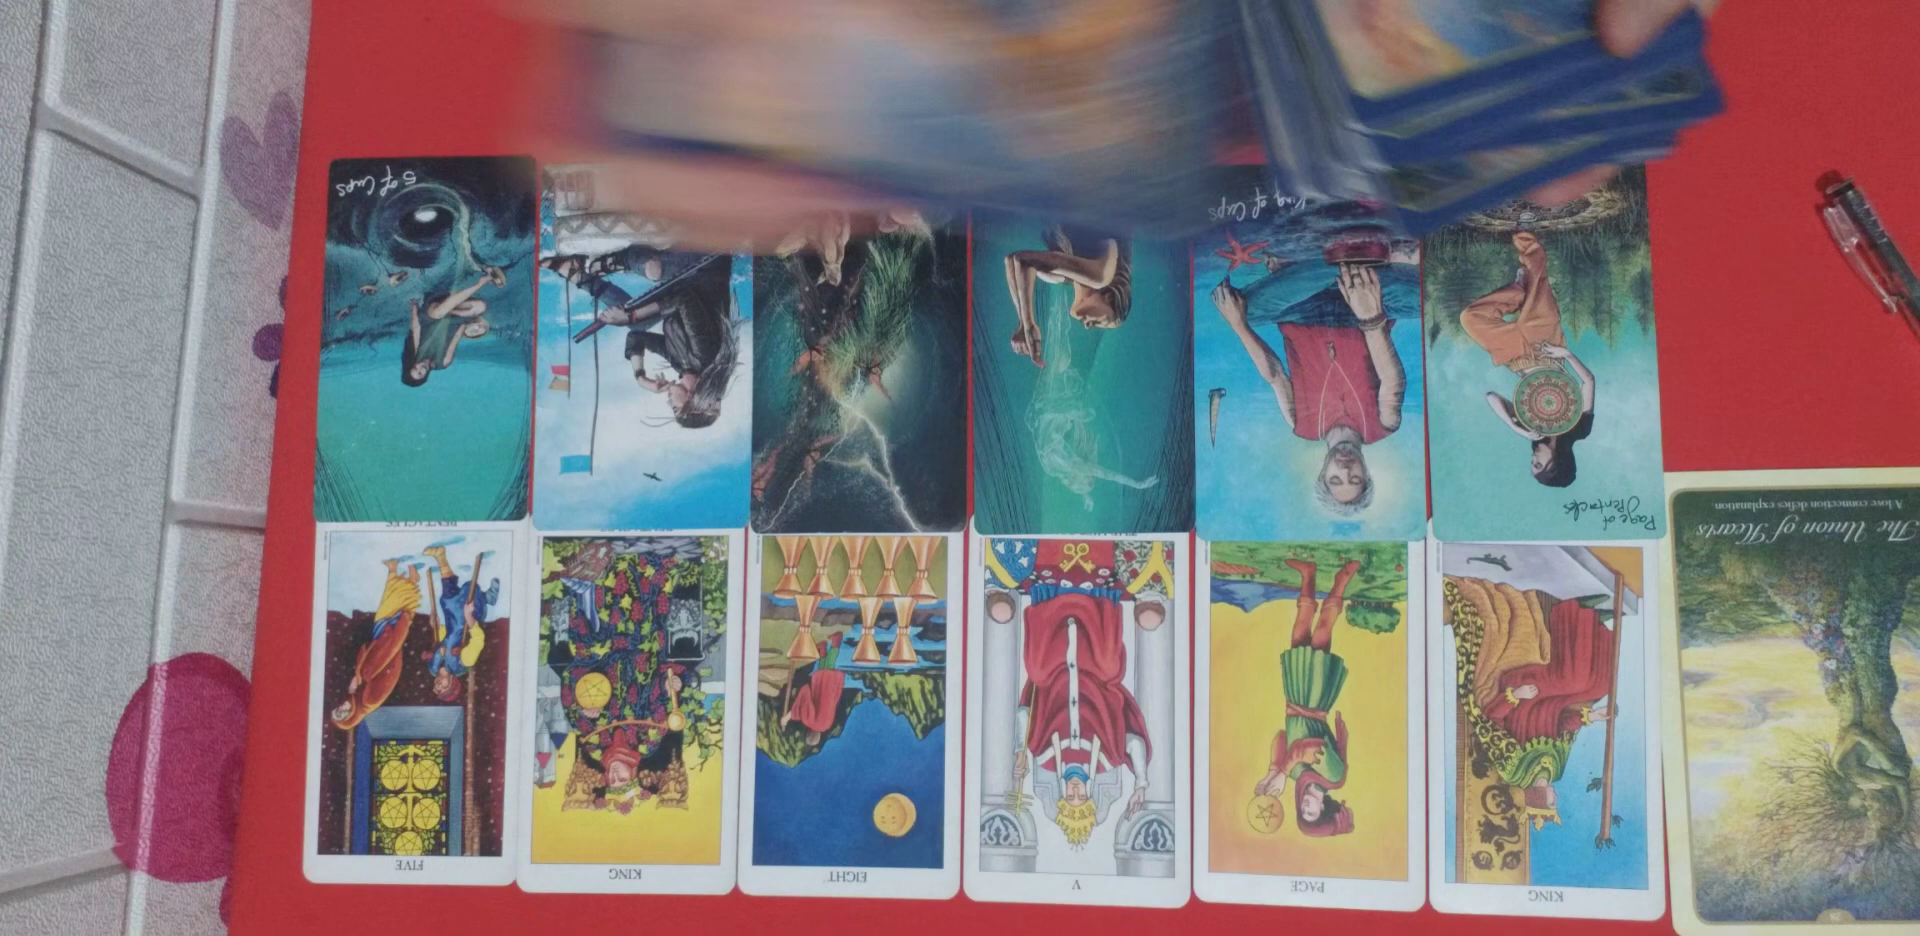 5 of Cups
King of Cups
Page of
Pentacles
PENTACLES
FIVE
KING
EIGHT
V
PAGE
KING
The Union of Hearts
A love connection defies explanation